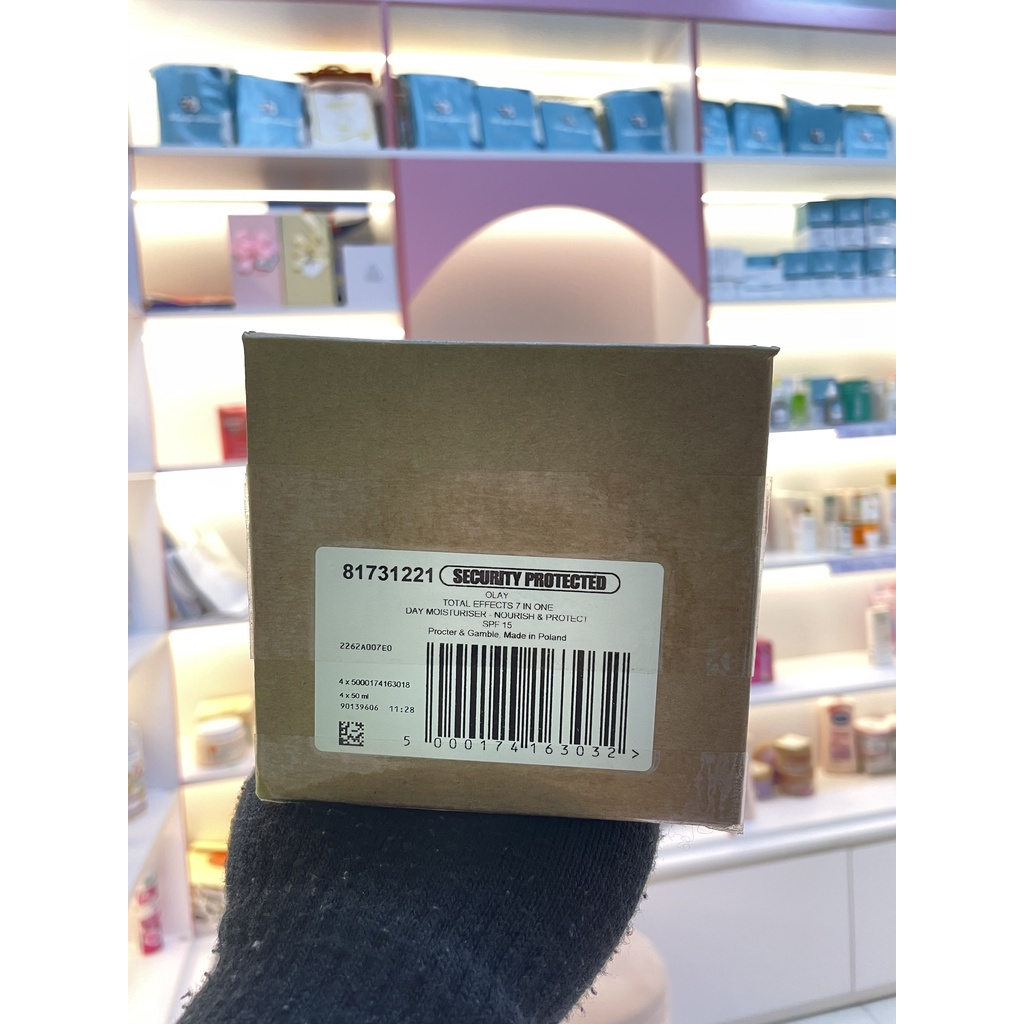 81731221 SECURITY PROTECTED
OLAY
TOTAL EFFECTS 7 IN ONE
DAY MOISTURISER - NOURISH & PROTECT
SPF 15
Procter & Gamble, Made in Poland
2262A007E0
4 x 5000174163018
4 x 50 ml
90139606 11:28
5 000174 163032 >